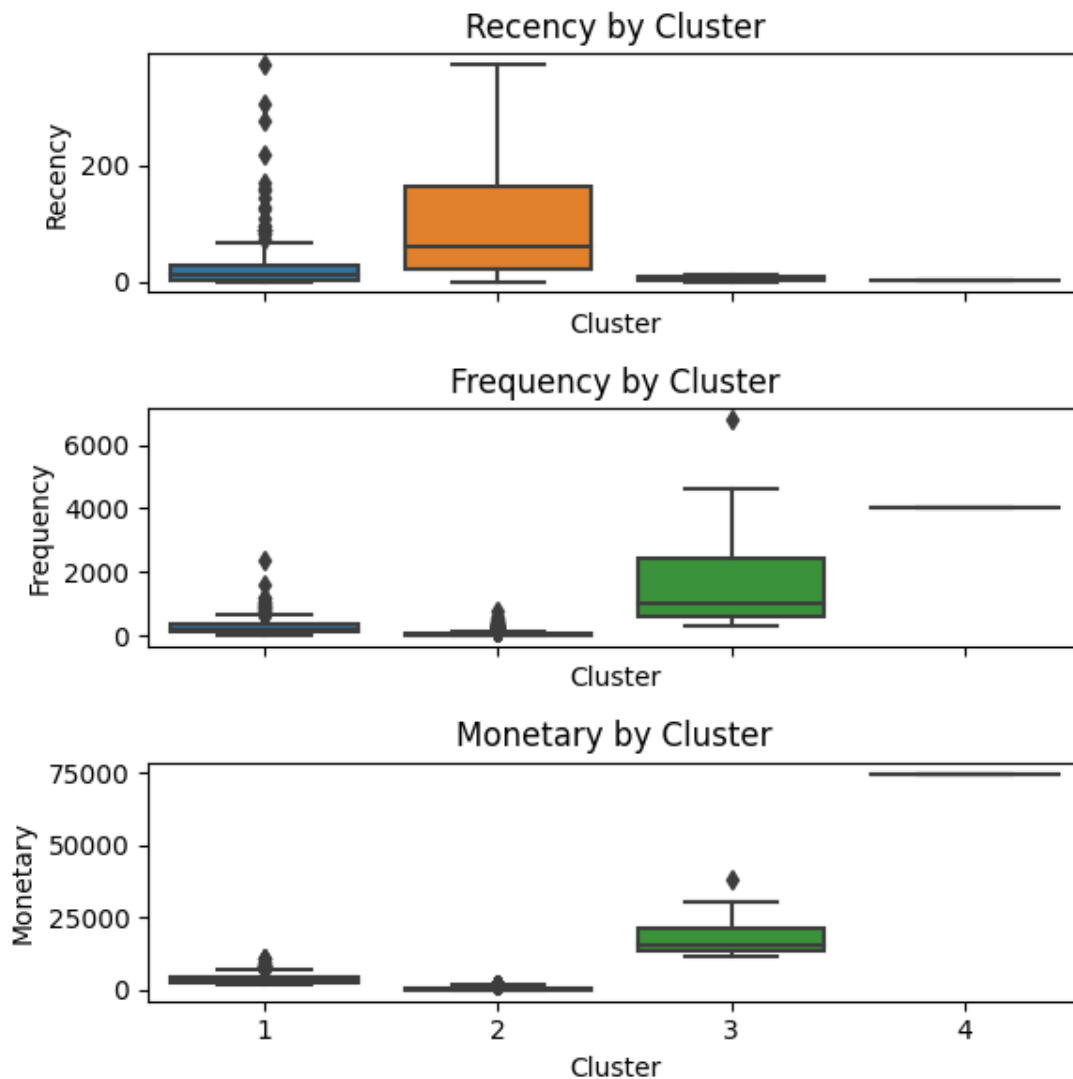 Recency by Cluster
200
0
Recency
Cluster
Frequency by Cluster
6000
4000
2000
0
Frequency
Cluster
Monetary by Cluster
75000
50000
25000
0
Monetary
1 2 3 4
Cluster